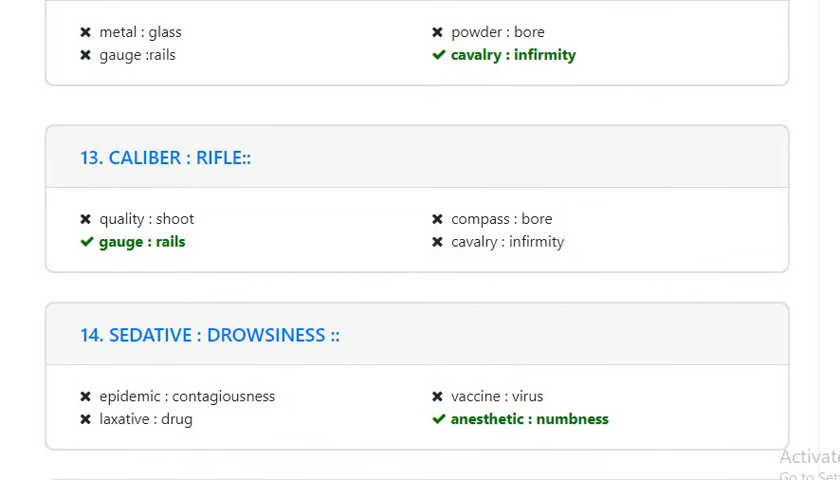 ✖ metal : glass ✖ powder : bore
✖ gauge :rails ✔ cavalry : infirmity
13. CALIBER : RIFLE::
✖ quality : shoot ✖ compass : bore
✔ gauge : rails ✖ cavalry : infirmity
14. SEDATIVE : DROWSINESS ::
✖ epidemic : contagiousness ✖ vaccine : virus
✖ laxative : drug ✔ anesthetic : numbness
Activat
Go to Set